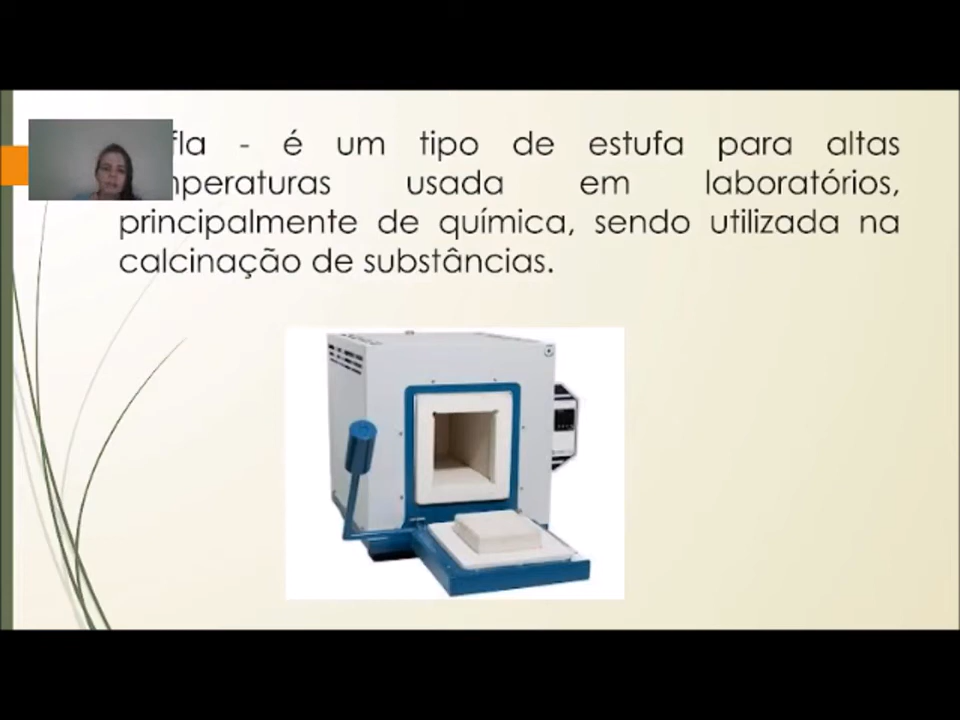 fla - é um tipo de estufa para altas
mperaturas usada em laboratórios,
principalmente de química, sendo utilizada na
calcinação de substâncias.